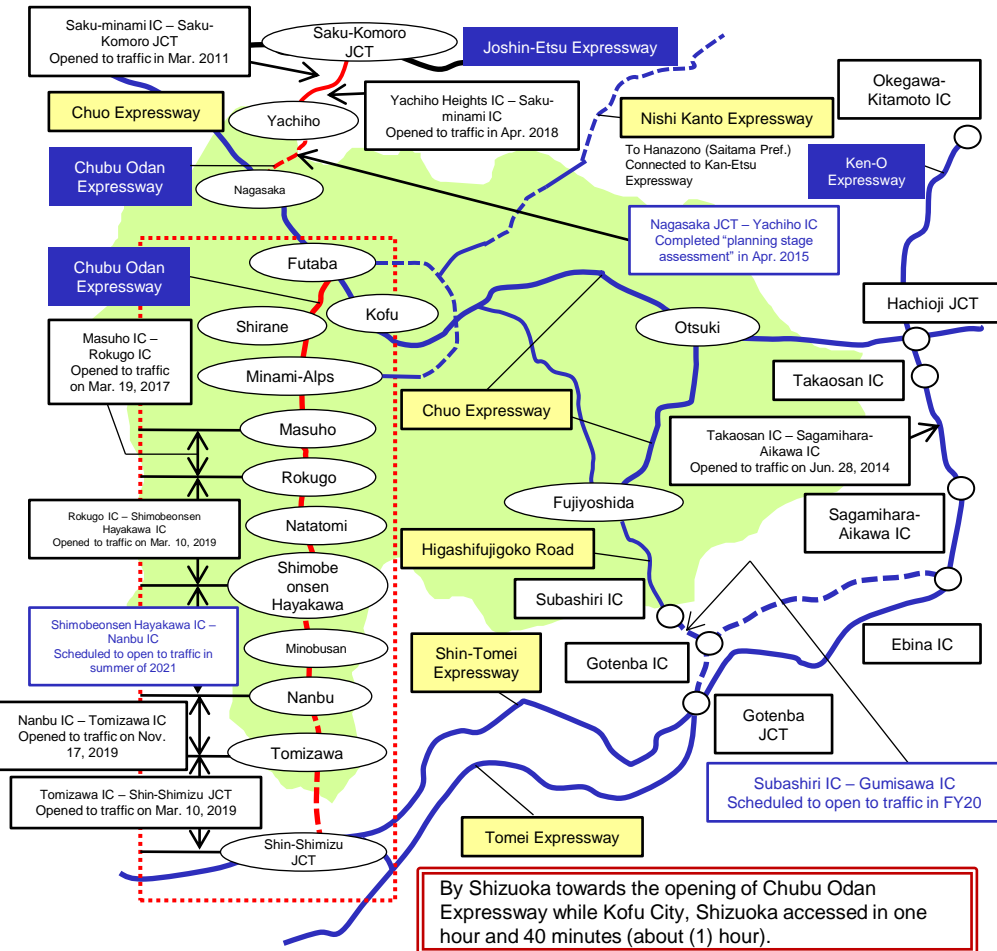 Saku-minami IC – Saku-
Komoro JCT
Opened to traffic in Mar. 2011
Saku-Komoro
JCT
Joshin-Etsu Expressway
Okegawa-
Kitamoto IC
Chuo Expressway
Yachiho
Yachiho Heights IC – Saku-
minami IC
Opened to traffic in Apr. 2018
Nishi Kanto Expressway
To Hanazono (Saitama Pref.)
Connected to Kan-Etsu
Expressway
Ken-O
Expressway
Chubu Odan
Expressway
Nagasaka
Nagasaka JCT – Yachiho IC
Completed "planning stage
assessment" in Apr. 2015
Chubu Odan
Expressway
Futaba
Kofu
Shirane
Otsuki
Hachioji JCT
Masuho IC –
Rokugo IC
Opened to traffic
on Mar. 19, 2017
Minami-Alps
Takaosan IC
Chuo Expressway
Masuho
Takaosan IC – Sagamihara-
Aikawa IC
Opened to traffic on Jun. 28, 2014
Rokugo
Fujiyoshida
Sagamihara-
Aikawa IC
Rokugo IC – Shimobeonsen
Hayakawa IC
Opened to traffic on Mar. 10, 2019
Natatomi
Higashifujigoko Road
Shimobe
onsen
Hayakawa
Subashiri IC
Shimobeonsen Hayakawa IC –
Nanbu IC
Scheduled to open to traffic in
summer of 2021
Minobusan
Shin-Tomei
Expressway
Gotenba IC
Ebina IC
Nanbu
Nanbu IC – Tomizawa IC
Opened to traffic on Nov.
17, 2019
Gotenba
JCT
Tomizawa
Tomizawa IC – Shin-Shimizu JCT
Opened to traffic on Mar. 10, 2019
Subashiri IC – Gumisawa IC
Scheduled to open to traffic in FY20
Tomei Expressway
Shin-Shimizu
JCT
By Shizuoka towards the opening of Chubu Odan
Expressway while Kofu City, Shizuoka accessed in one
hour and 40 minutes (about (1) hour).